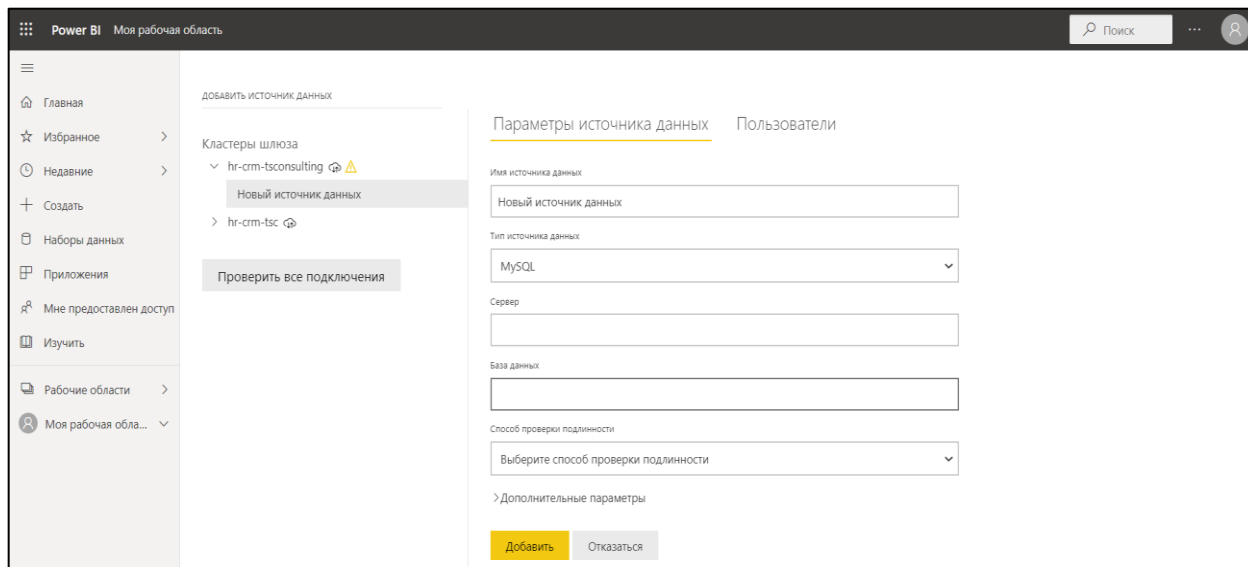 Power BI Моя рабочая область
Поиск
Главная
Избранное
Недавние
Создать
Наборы данных
Приложения
Мне предоставлен доступ
Изучить
Рабочие области
Моя рабочая обла...
ДОБАВИТЬ ИСТОЧНИК ДАННЫХ
Кластеры шлюза
hr-crm-tsconsulting
Новый источник данных
hr-crm-tsc
Проверить все подключения
Параметры источника данных Пользователи
Имя источника данных
Новый источник данных
Тип источника данных
MySQL
Сервер
База данных
Способ проверки подлинности
Выберите способ проверки подлинности
Дополнительные параметры
Добавить Отказаться